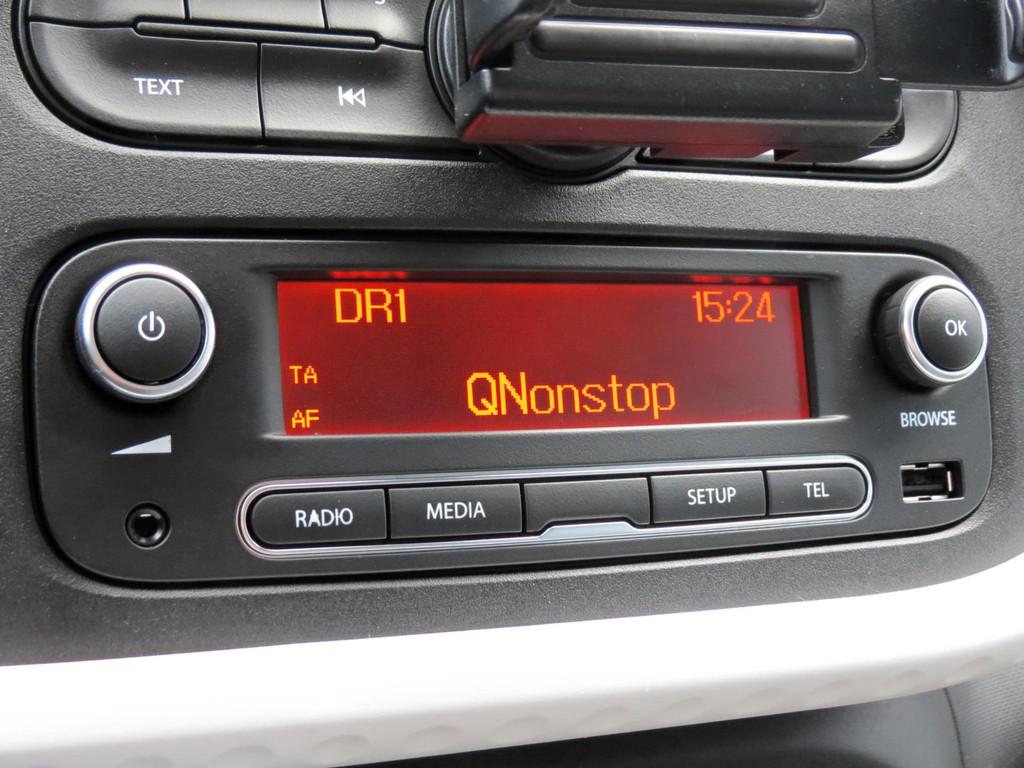 TEXT
DR1 15:24
TA
QNonstop
AF
OK
BROWSE
RADIO MEDIA SETUP TEL